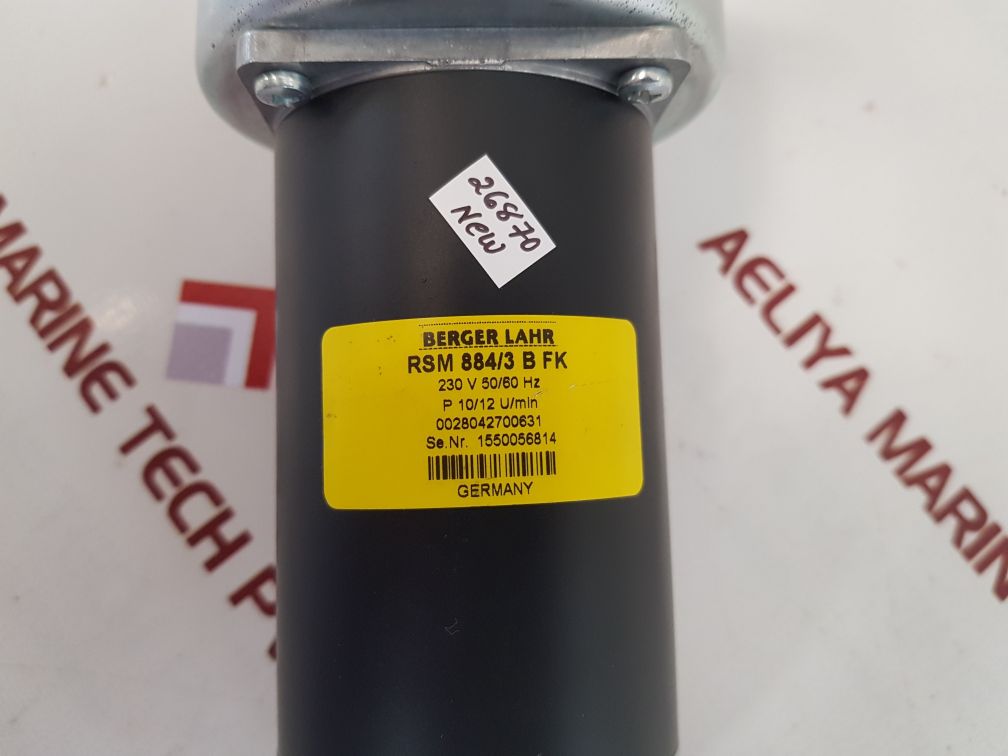 26870
New
BERGER LAHR
RSM 884/3 B FK
230 V 50/60 Hz
P 10/12 U/min
0028042700631
Se.Nr. 1550056814
GERMANY
MARINE TECH P
AELIYA MARIN